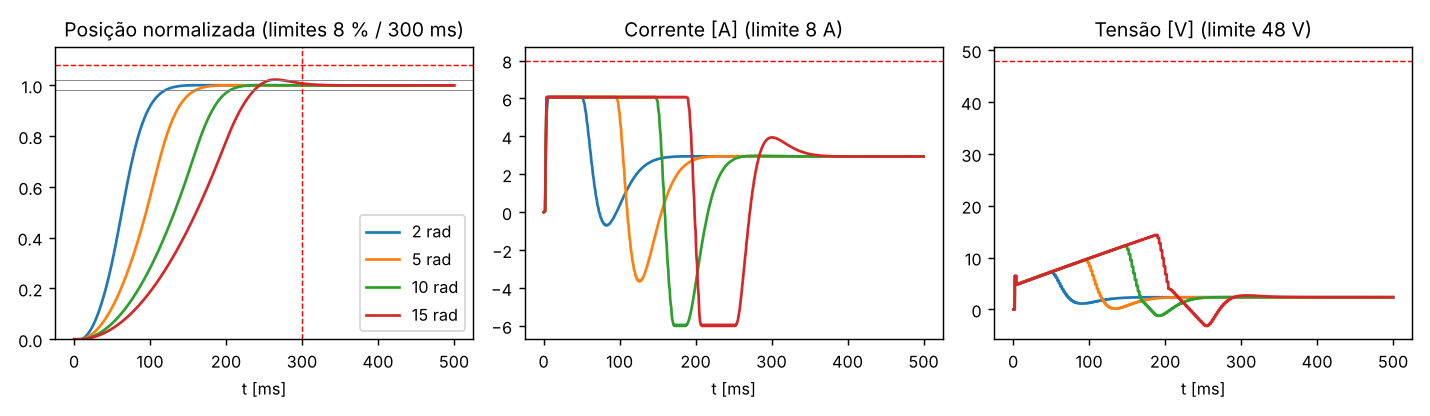 Posição normalizada (limites 8 % / 300 ms)
1.0
0.8
0.6
0.4
0.2
0.0
0 100 200 300 400 500
t [ms]
2 rad
5 rad
10 rad
15 rad
Corrente [A] (limite 8 A)
8
6
4
2
0
−2
−4
−6
0 100 200 300 400 500
t [ms]
Tensão [V] (limite 48 V)
50
40
30
20
10
0
0 100 200 300 400 500
t [ms]